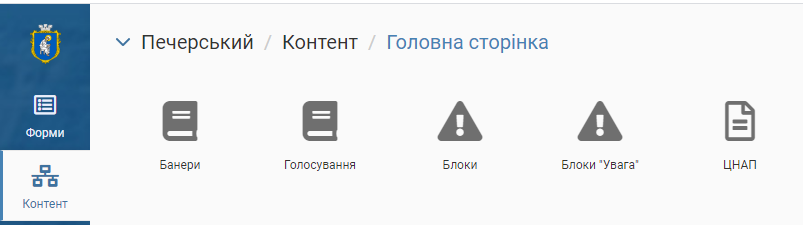 Печерський / Контент / Головна сторінка
Форми
Контент
Банери
Голосування
Блоки
Блоки "Увага"
ЦНАП